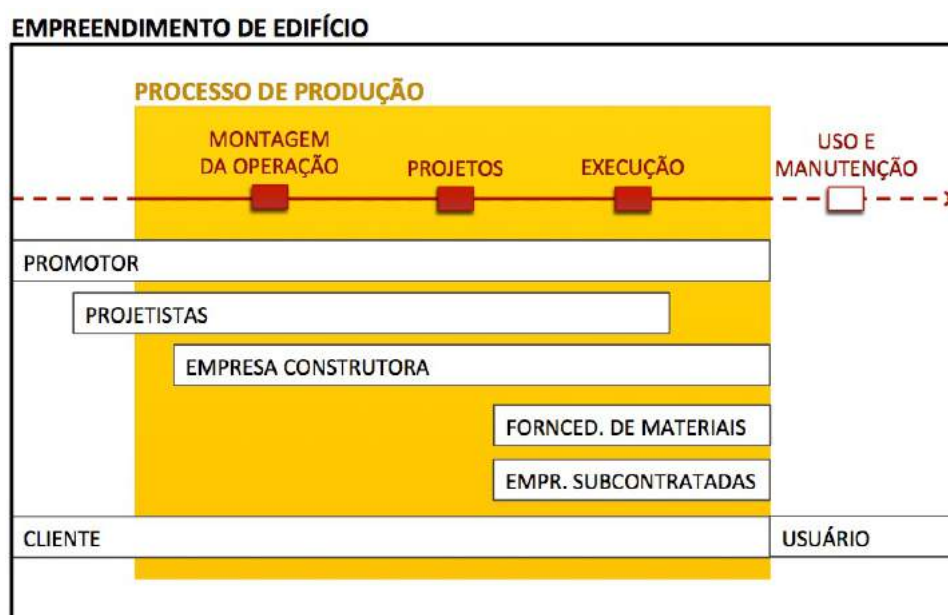 EMPREENDIMENTO DE EDIFÍCIO
PROCESSO DE PRODUÇÃO
MONTAGEM
DA OPERAÇÃO
PROJETOS
EXECUÇÃO
USO E
MANUTENÇÃO
PROMOTOR
PROJETISTAS
EMPRESA CONSTRUTORA
FORNCED. DE MATERIAIS
EMPR. SUBCONTRATADAS
CLIENTE
USUÁRIO